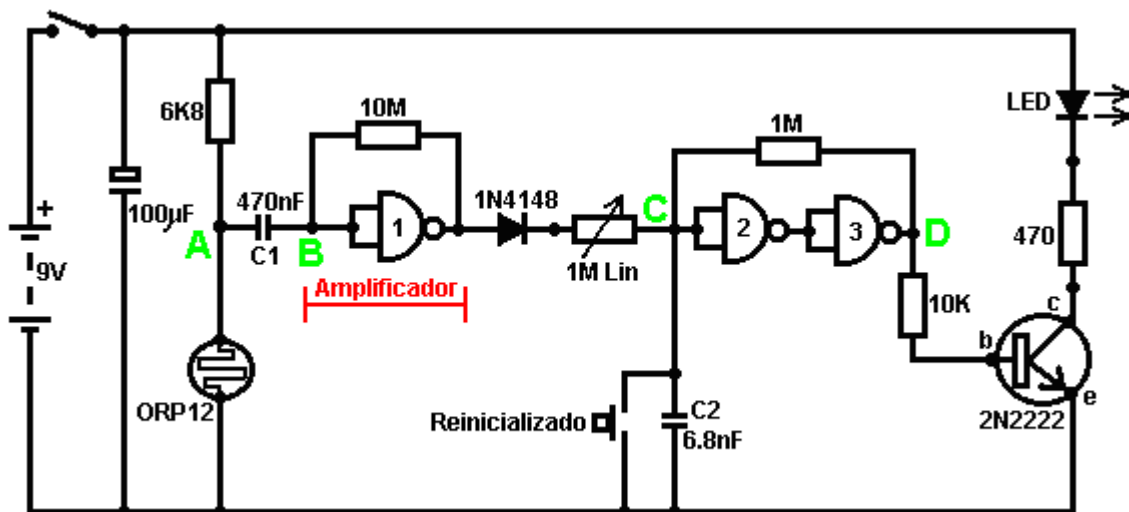 6K8
10M
1M
LED
470nF
1N4148
C
+
100µF
A
C1
B
1
1M Lin
2
3
D
470
9V
Amplificador
10K
c
b
e
ORP12
Reinicializado
C2
6.8nF
2N2222